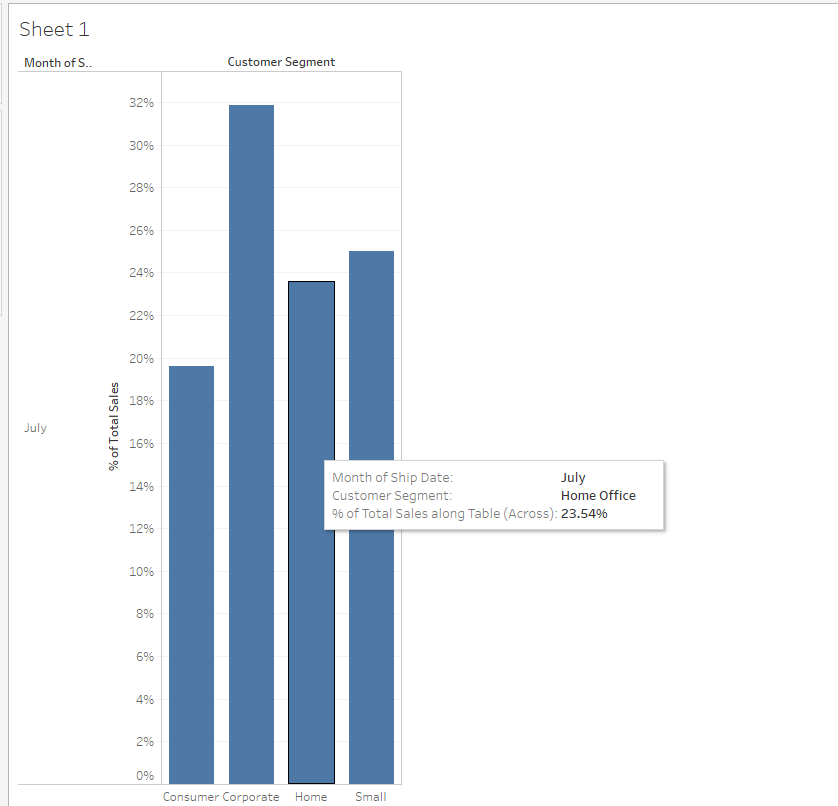 Sheet 1
Month of S..
Customer Segment
32%
30%
28%
26%
24%
22%
20%
18%
16%
14%
12%
10%
8%
6%
4%
2%
0%
% of Total Sales
July
Month of Ship Date: July
Customer Segment: Home Office
% of Total Sales along Table (Across): 23.54%
Consumer Corporate Home Small